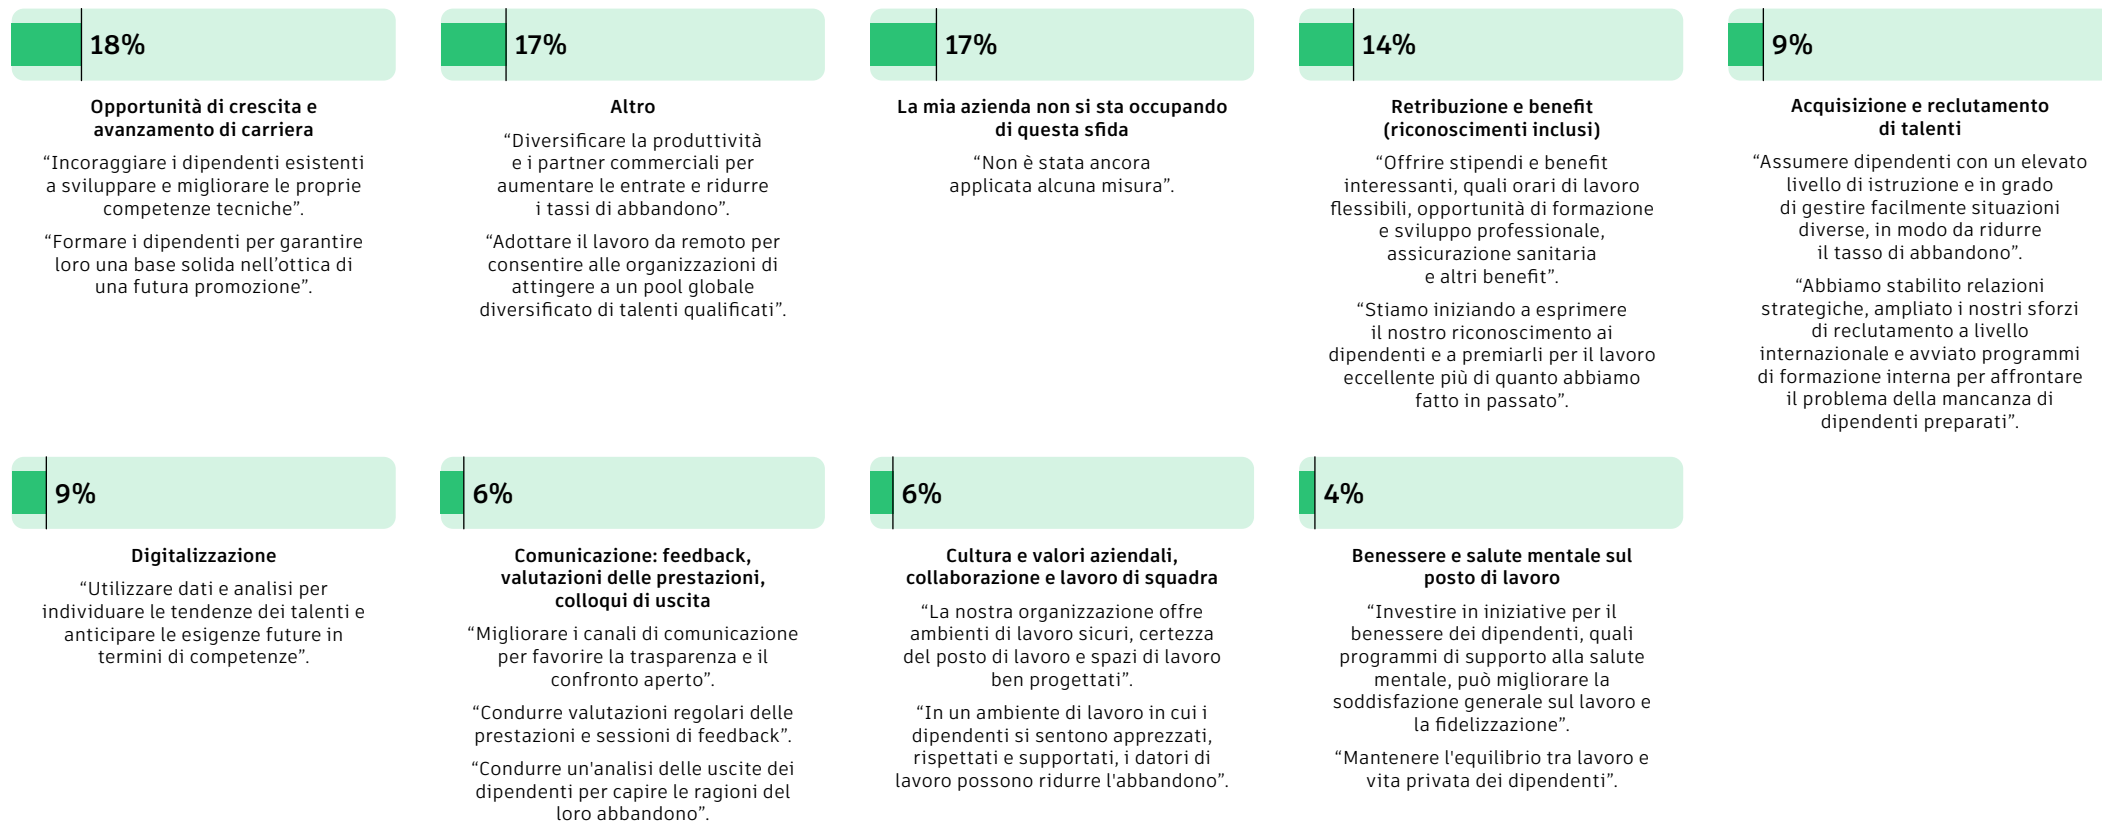 18%
Opportunità di crescita e
avanzamento di carriera
“Incoraggiare i dipendenti esistenti
a sviluppare e migliorare le proprie
competenze tecniche”.
“Formare i dipendenti per garantire
loro una base solida nell’ottica di
una futura promozione”.
17%
Altro
“Diversificare la produttività
e i partner commerciali per
aumentare le entrate e ridurre
i tassi di abbandono”.
“Adottare il lavoro da remoto per
consentire alle organizzazioni di
attingere a un pool globale
diversificato di talenti qualificati”.
17%
La mia azienda non si sta occupando
di questa sfida
“Non è stata ancora
applicata alcuna misura”.
14%
Retribuzione e benefit
(riconoscimenti inclusi)
“Offrire stipendi e benefit
interessanti, quali orari di lavoro
flessibili, opportunità di formazione
e sviluppo professionale,
assicurazione sanitaria
e altri benefit”.
“Stiamo iniziando a esprimere
il nostro riconoscimento ai
dipendenti e a premiarli per il lavoro
eccellente più di quanto abbiamo
fatto in passato”.
9%
Acquisizione e reclutamento
di talenti
“Assumere dipendenti con un elevato
livello di istruzione e in grado
di gestire facilmente situazioni
diverse, in modo da ridurre
il tasso di abbandono”.
“Abbiamo stabilito relazioni
strategiche, ampliato i nostri sforzi
di reclutamento a livello
internazionale e avviato programmi
di formazione interna per affrontare
il problema della mancanza di
dipendenti preparati”.
9%
Digitalizzazione
“Utilizzare dati e analisi per
individuare le tendenze dei talenti e
anticipare le esigenze future in
termini di competenze”.
6%
Comunicazione: feedback,
valutazioni delle prestazioni,
colloqui di uscita
“Migliorare i canali di comunicazione
per favorire la trasparenza e il
confronto aperto”.
“Condurre valutazioni regolari delle
prestazioni e sessioni di feedback”.
“Condurre un'analisi delle uscite dei
dipendenti per capire le ragioni del
loro abbandono”.
6%
Cultura e valori aziendali,
collaborazione e lavoro di squadra
“La nostra organizzazione offre
ambienti di lavoro sicuri, certezza
del posto di lavoro e spazi di lavoro
ben progettati”.
“In un ambiente di lavoro in cui i
dipendenti si sentono apprezzati,
rispettati e supportati, i datori di
lavoro possono ridurre l'abbandono”.
4%
Benessere e salute mentale sul
posto di lavoro
“Investire in iniziative per il
benessere dei dipendenti, quali
programmi di supporto alla salute
mentale, può migliorare la
soddisfazione generale sul lavoro e
la fidelizzazione”.
“Mantenere l'equilibrio tra lavoro e
vita privata dei dipendenti”.